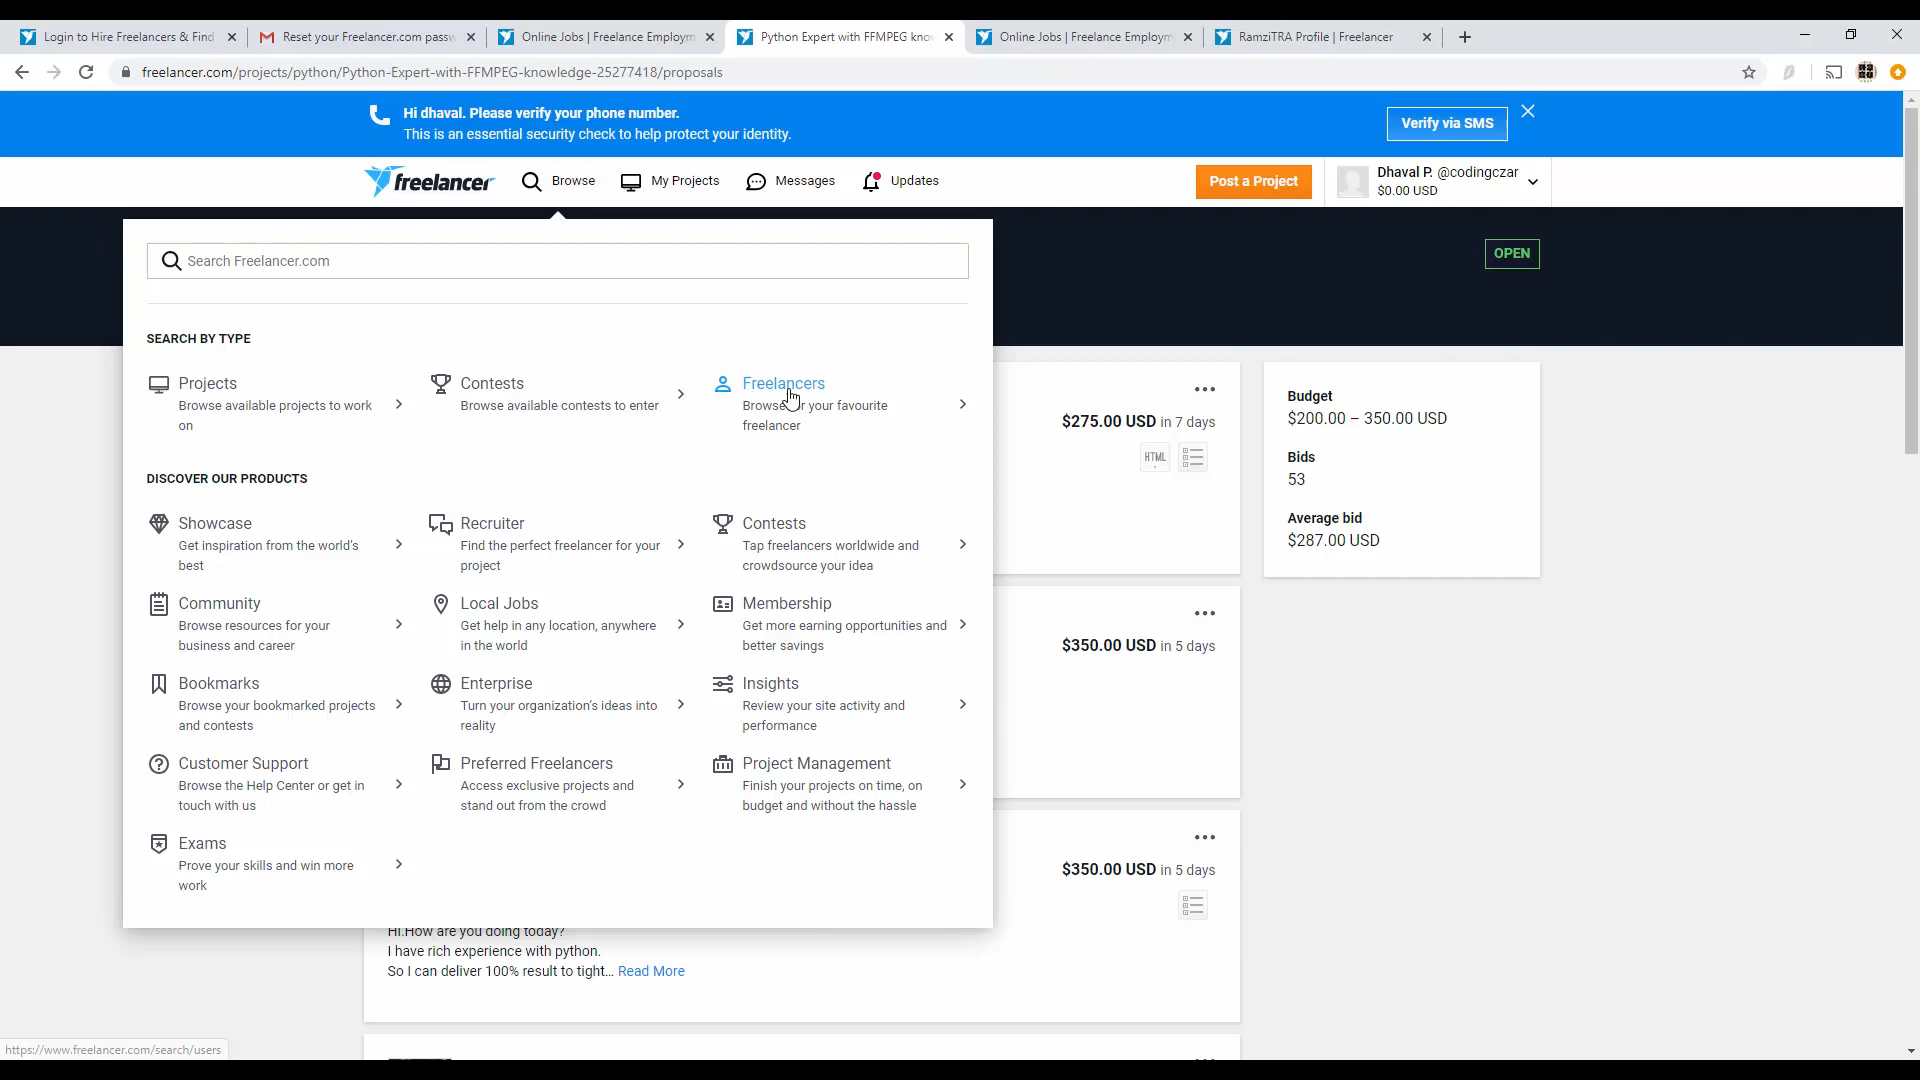 Login to Hire Freelancers & Find
Reset your Freelancer.com passw
Online Jobs | Freelance Employm
Python Expert with FFMPEG kno
Online Jobs | Freelance Employm
RamziTRA Profile | Freelancer
freelancer.com/projects/python/Python-Expert-with-FFMPEG-knowledge-25277418/proposals
Hi dhaval. Please verify your phone number.
This is an essential security check to help protect your identity.
Verify via SMS
freelancer
Browse
My Projects
Messages
Updates
Post a Project
Dhaval P. @codingczar
$0.00 USD
Search Freelancer.com
OPEN
SEARCH BY TYPE
Projects
Browse available projects to work
on
Contests
Browse available contests to enter
Freelancers
Browse your favourite
freelancer
DISCOVER OUR PRODUCTS
Showcase
Get inspiration from the world's
best
Recruiter
Find the perfect freelancer for your
project
Contests
Tap freelancers worldwide and
crowdsource your idea
Community
Browse resources for your
business and career
Local Jobs
Get help in any location, anywhere
in the world
Membership
Get more earning opportunities and
better savings
Bookmarks
Browse your bookmarked projects
and contests
Enterprise
Turn your organization's ideas into
reality
Insights
Review your site activity and
performance
Customer Support
Browse the Help Center or get in
touch with us
Preferred Freelancers
Access exclusive projects and
stand out from the crowd
Project Management
Finish your projects on time, on
budget and without the hassle
Exams
Prove your skills and win more
work
$275.00 USD in 7 days
HTML
$350.00 USD in 5 days
$350.00 USD in 5 days
Hi.How are you doing today?
I have rich experience with python.
So I can deliver 100% result to tight... Read More
Budget
$200.00 – 350.00 USD
Bids
53
Average bid
$287.00 USD
https://www.freelancer.com/search/users